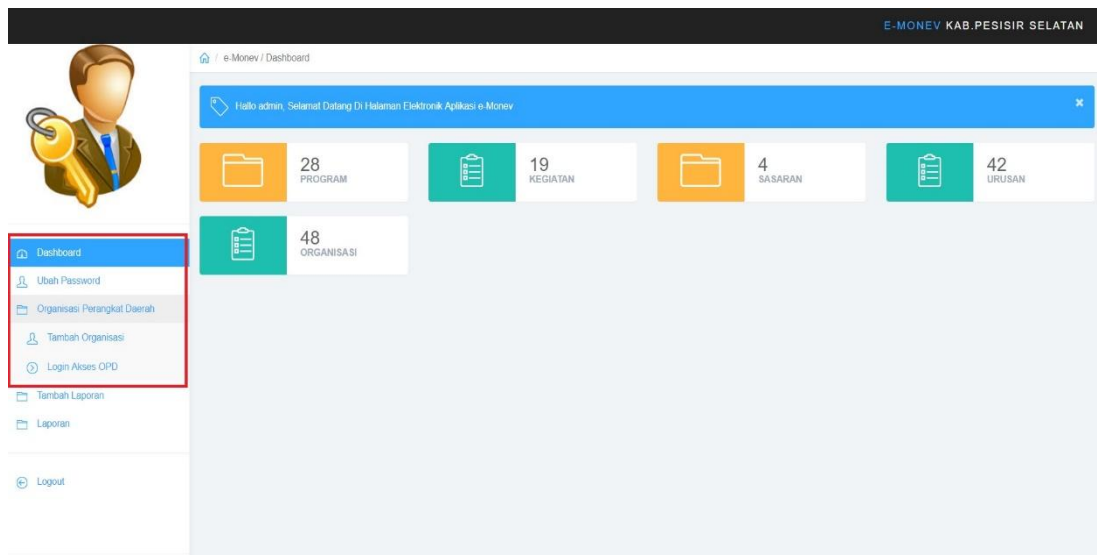 E-MONEV KAB.PESISIR SELATAN
/ e-Monev / Dashboard
Hallo admin, Selamat Datang Di Halaman Elektronik Aplikasi e-Monev ×
28
PROGRAM
19
KEGIATAN
4
SASARAN
42
URUSAN
48
ORGANISASI
Dashboard
Ubah Password
Organisasi Perangkat Daerah
Tambah Organisasi
Login Akses OPD
Tambah Laporan
Laporan
Logout